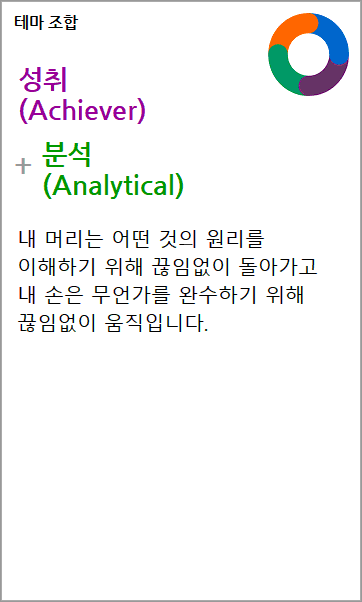 테마 조합
성취
(Achiever)
+ 분석
(Analytical)
내 머리는 어떤 것의 원리를
이해하기 위해 끊임없이 돌아가고
내 손은 무언가를 완수하기 위해
끊임없이 움직입니다.